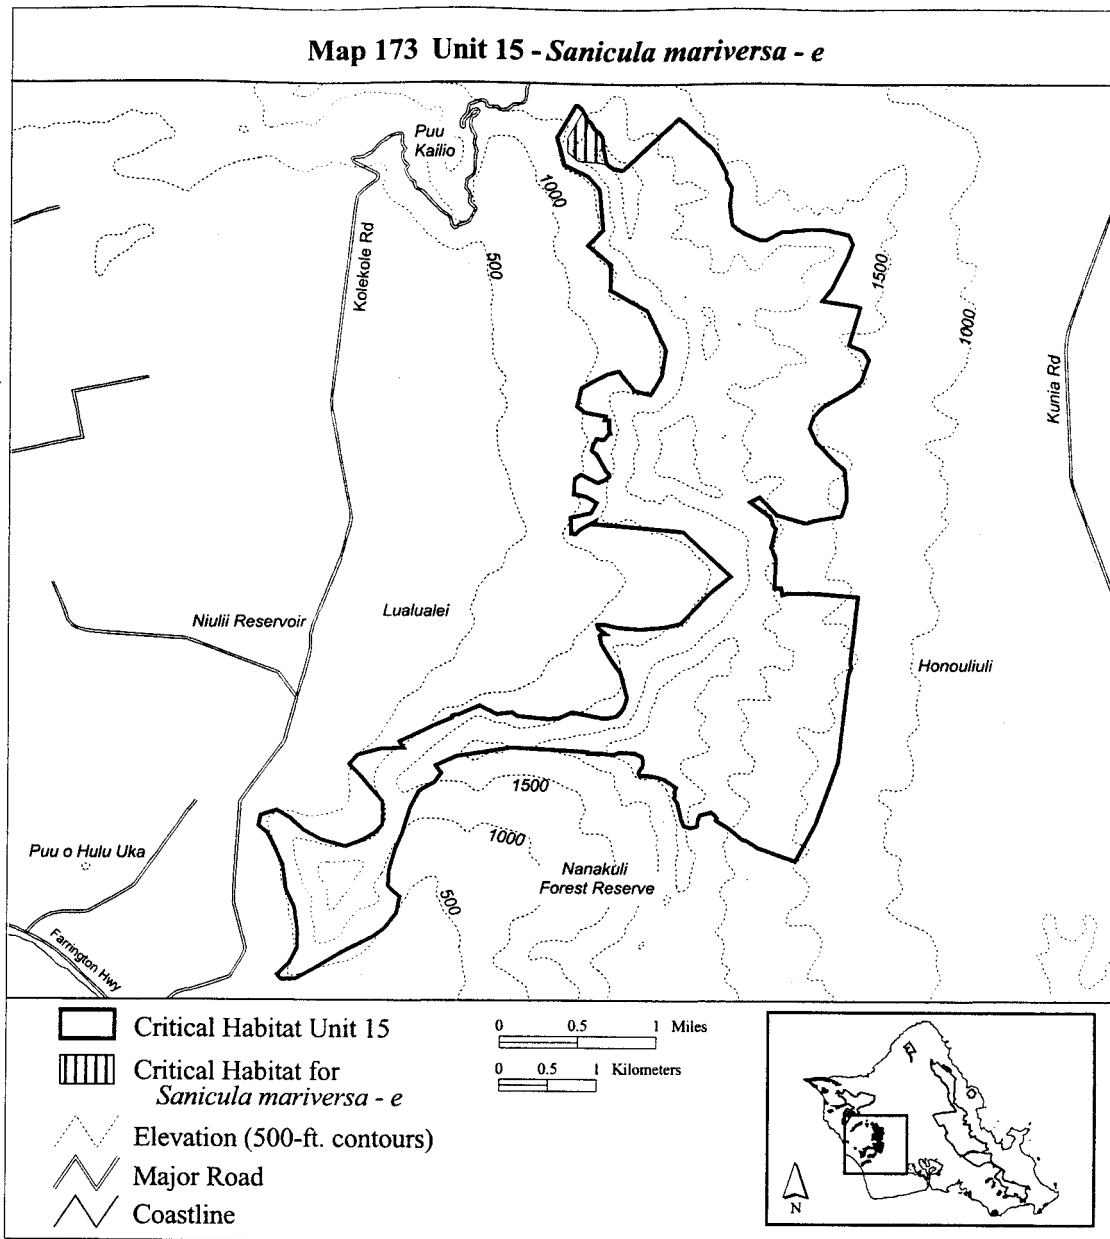 Map 173 Unit 15 - Sanicula mariversa - e
Puu
Kailio
1000
Kolekole Rd
500
1500
1000
Kunia Rd
Niulii Reservoir
Lualualei
Honouliuli
1500
1000
Puu o Hulu Uka
Nanakuli
Forest Reserve
500
Farrington Hwy
Critical Habitat Unit 15
Critical Habitat for
Sanicula mariversa - e
Elevation (500-ft. contours)
Major Road
Coastline
0 0.5 1 Miles
0 0.5 1 Kilometers
N